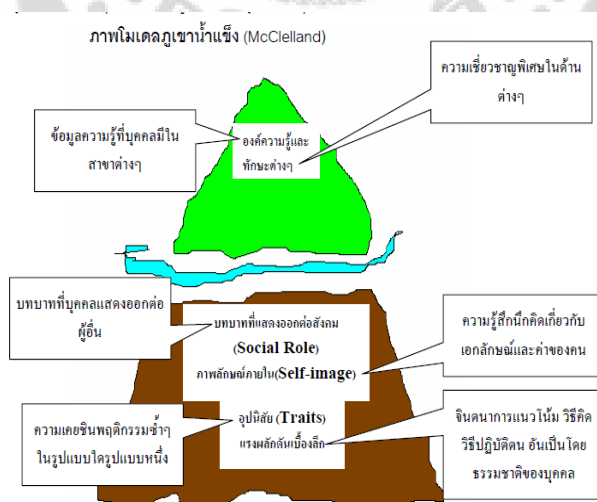 ภาพโมเดลภูเขาน้ำแข็ง (McClelland)
ความเชี่ยวชาญพิเศษในด้าน
ต่างๆ
ข้อมูลความรู้ที่บุคคลมีใน
สาขาต่างๆ
องค์ความรู้และ
ทักษะต่างๆ
บทบาทที่บุคคลแสดงออกต่อ
ผู้อื่น
บทบาทที่แสดงออกต่อสังคม
(Social Role)
ภาพลักษณ์ภายใน(Self-image)
ความรู้สึกนึกคิดเกี่ยวกับ
เอกลักษณ์และค่าของคน
อุปนิสัย (Traits)
แรงผลักดันเบื้องลึก
ความเคยชินพฤติกรรมซ้ำๆ
ในรูปแบบใดรูปแบบหนึ่ง
จินตนาการแนวโน้ม วิธีคิด
วิธีปฏิบัติตน อันเป็นโดย
ธรรมชาติของบุคคล